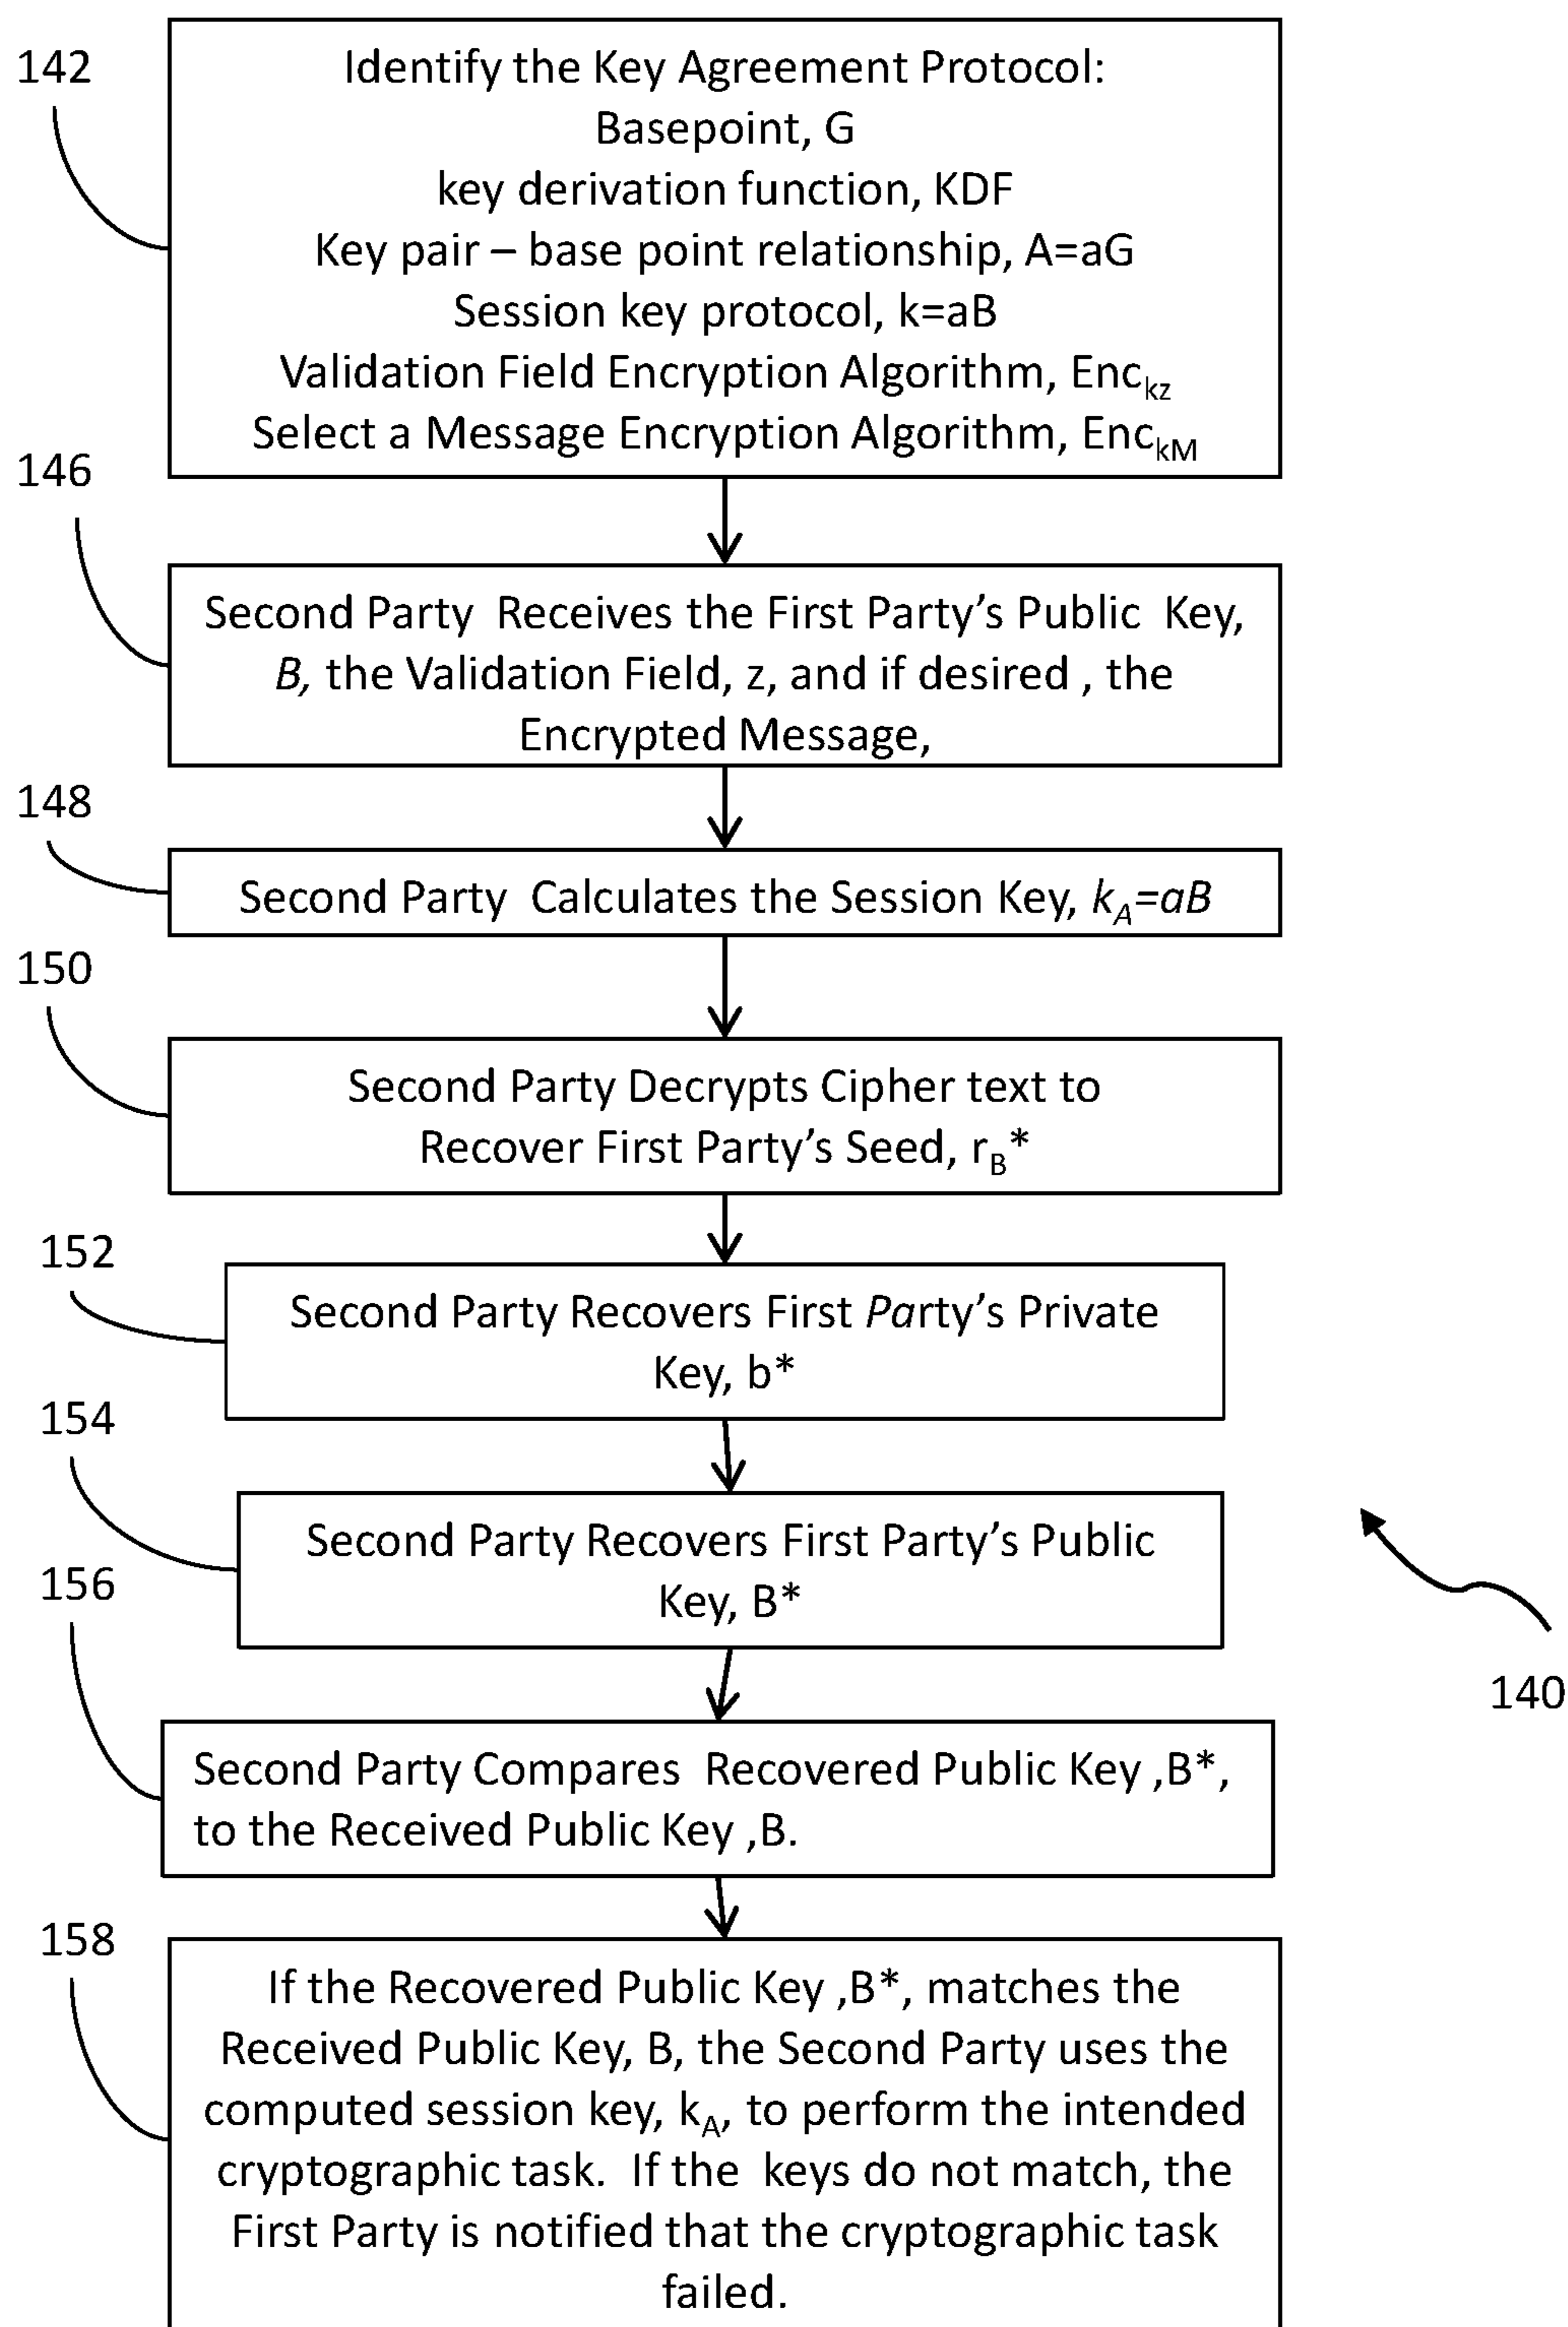 142
Identify the Key Agreement Protocol:
Basepoint, G
key derivation function, KDF
Key pair – base point relationship, A=aG
Session key protocol, k=aB
Validation Field Encryption Algorithm, Enckz
Select a Message Encryption Algorithm, EnckM
146
Second Party Receives the First Party’s Public Key,
B, the Validation Field, z, and if desired , the
Encrypted Message,
148
Second Party Calculates the Session Key, kA=aB
150
Second Party Decrypts Cipher text to
Recover First Party’s Seed, rB*
152
Second Party Recovers First Party’s Private
Key, b*
154
Second Party Recovers First Party’s Public
Key, B*
140
156
Second Party Compares Recovered Public Key ,B*,
to the Received Public Key ,B.
158
If the Recovered Public Key ,B*, matches the
Received Public Key, B, the Second Party uses the
computed session key, kA, to perform the intended
cryptographic task. If the keys do not match, the
First Party is notified that the cryptographic task
failed.